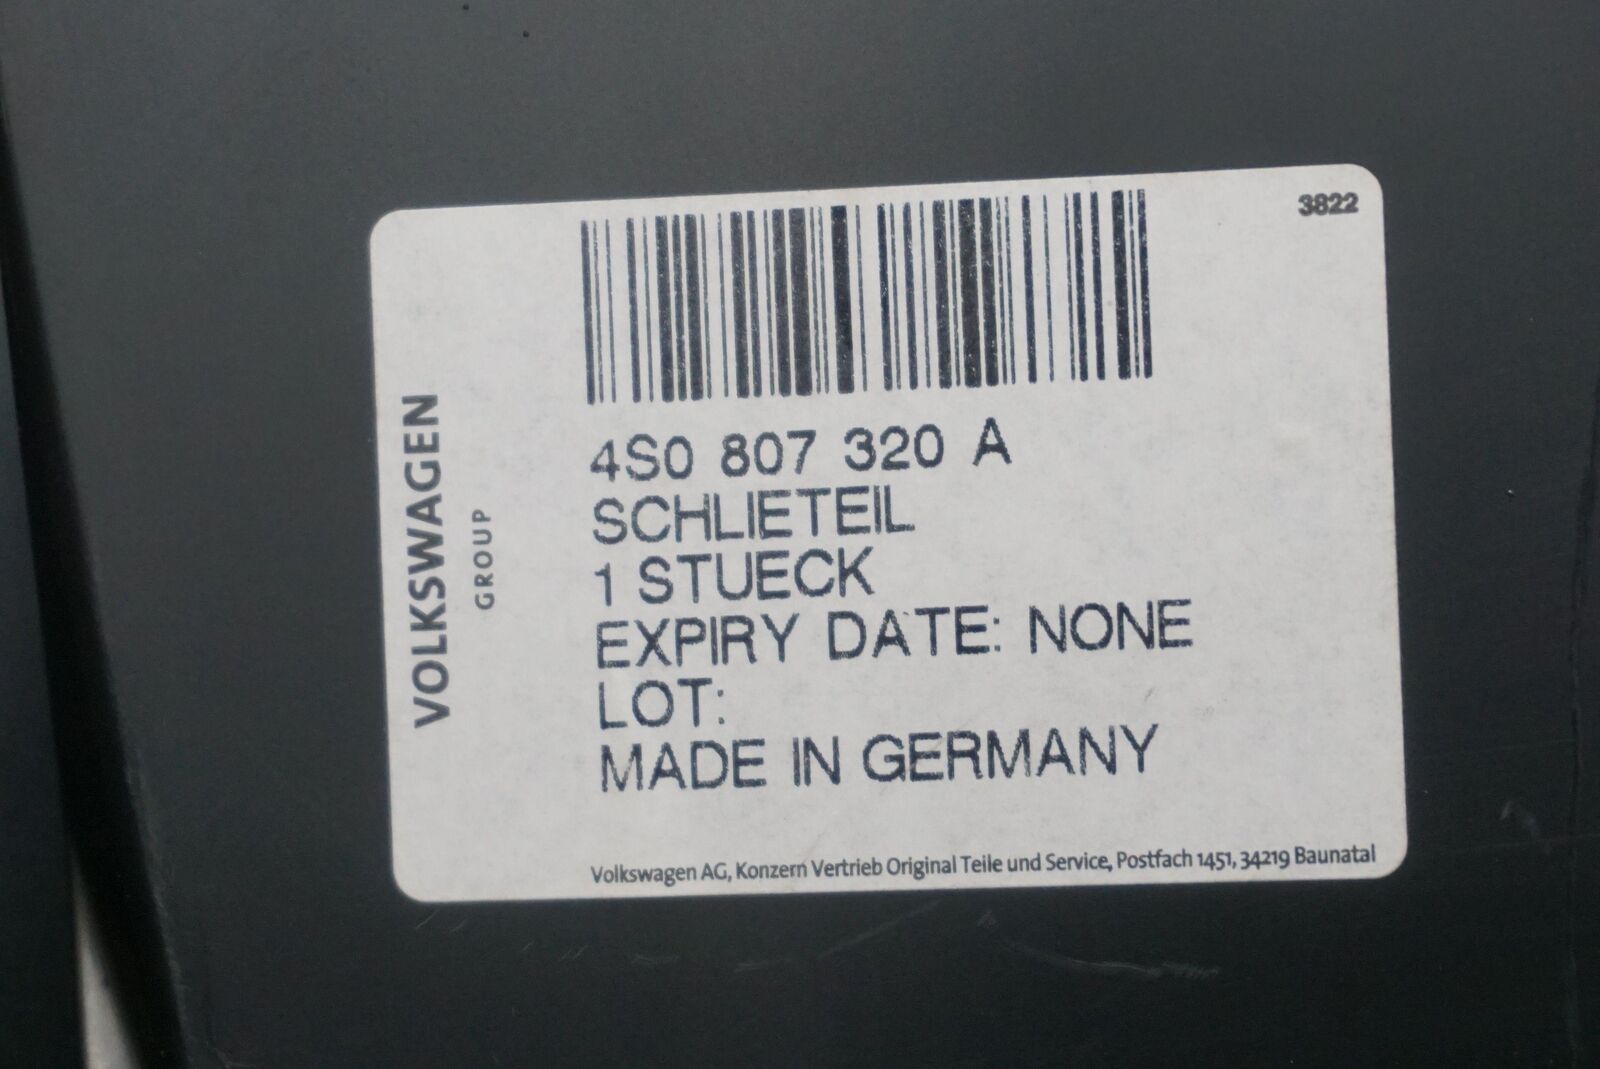 3822
VOLKSWAGEN
GROUP
4S0 807 320 A
SCHLIETEIL
1 STUECK
EXPIRY DATE: NONE
LOT:
MADE IN GERMANY
Volkswagen AG, Konzern Vertrieb Original Teile und Service, Postfach 1451, 34219 Baunatal